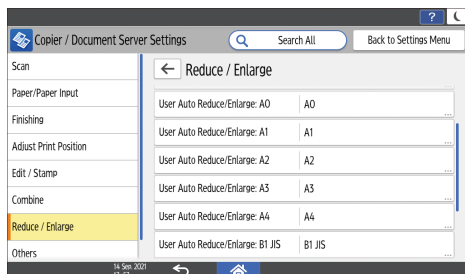 ?
Copier / Document Server Settings
Search All
Back to Settings Menu
Scan
Paper/Paper Input
Finishing
Adjust Print Position
Edit / Stamp
Combine
Reduce / Enlarge
Others
Reduce / Enlarge
User Auto Reduce/Enlarge: A0 A0
User Auto Reduce/Enlarge: A1 A1
User Auto Reduce/Enlarge: A2 A2
User Auto Reduce/Enlarge: A3 A3
User Auto Reduce/Enlarge: A4 A4
User Auto Reduce/Enlarge: B1 JIS B1 JIS
14 Sep. 2021